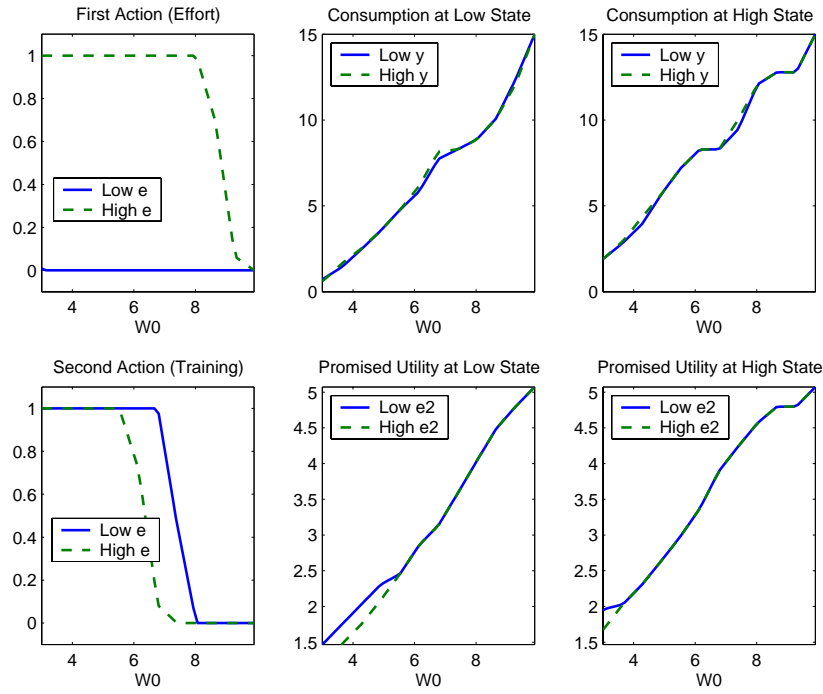 First Action (Effort)
1
0.8
0.6
0.4
0.2
0
Low e
High e
4 6 8
W0
Consumption at Low State
15
10
5
0
Low y
High y
4 6 8
W0
Consumption at High State
15
10
5
0
Low y
High y
4 6 8
W0
Second Action (Training)
1
0.8
0.6
0.4
0.2
0
Low e
High e
4 6 8
W0
Promised Utility at Low State
5
4.5
4
3.5
3
2.5
2
1.5
Low e2
High e2
4 6 8
W0
Promised Utility at High State
5
4.5
4
3.5
3
2.5
2
1.5
Low e2
High e2
4 6 8
W0